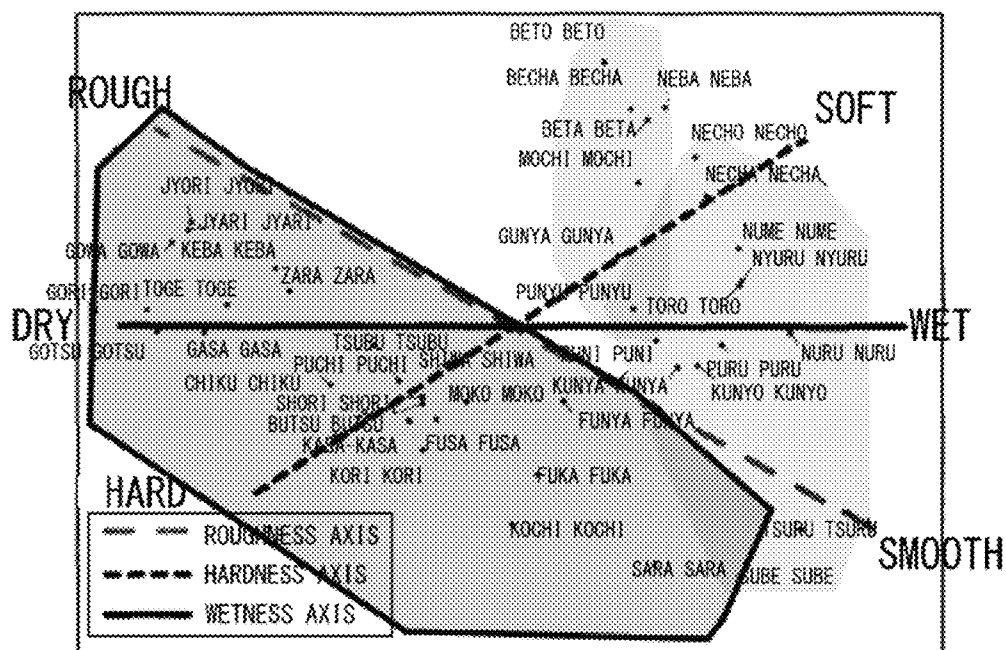 BETO BETO
BECHA BECHA
NEBA NEBA
ROUGH
SOFT
BETA BETA
NECHO NECHO
MOCHI MOCHI
NECHA NECHA
JYORI JYORI
JYARI JYARI
NUME NUME
GUNYA GUNYA
GOWA GOWA
KEBA KEBA
NYURU NYURU
ZARA ZARA
GORI GORI
TOGE TOGE
PUNYU PUNYU
TORO TORO
DRY
WET
GOTSU GOTSU
GASA GASA
TSUBU TSUBU
SHIWA SHIWA
PUNI PUNI
NURU NURU
PUCHI PUCHI
PURU PURU
CHIKU CHIKU
MOKO MOKO
KUNYA KUNYA
KUNYO KUNYO
SHORI SHORI
BUTSU BUTSU
FUNYA FUNYA
KASA KASA
FUSA FUSA
KORI KORI
FUKA FUKA
HARD
KOCHI KOCHI
TSURU TSURU
SMOOTH
SARA SARA
SUBE SUBE
ROUGHNESS AXIS
HARDNESS AXIS
WETNESS AXIS